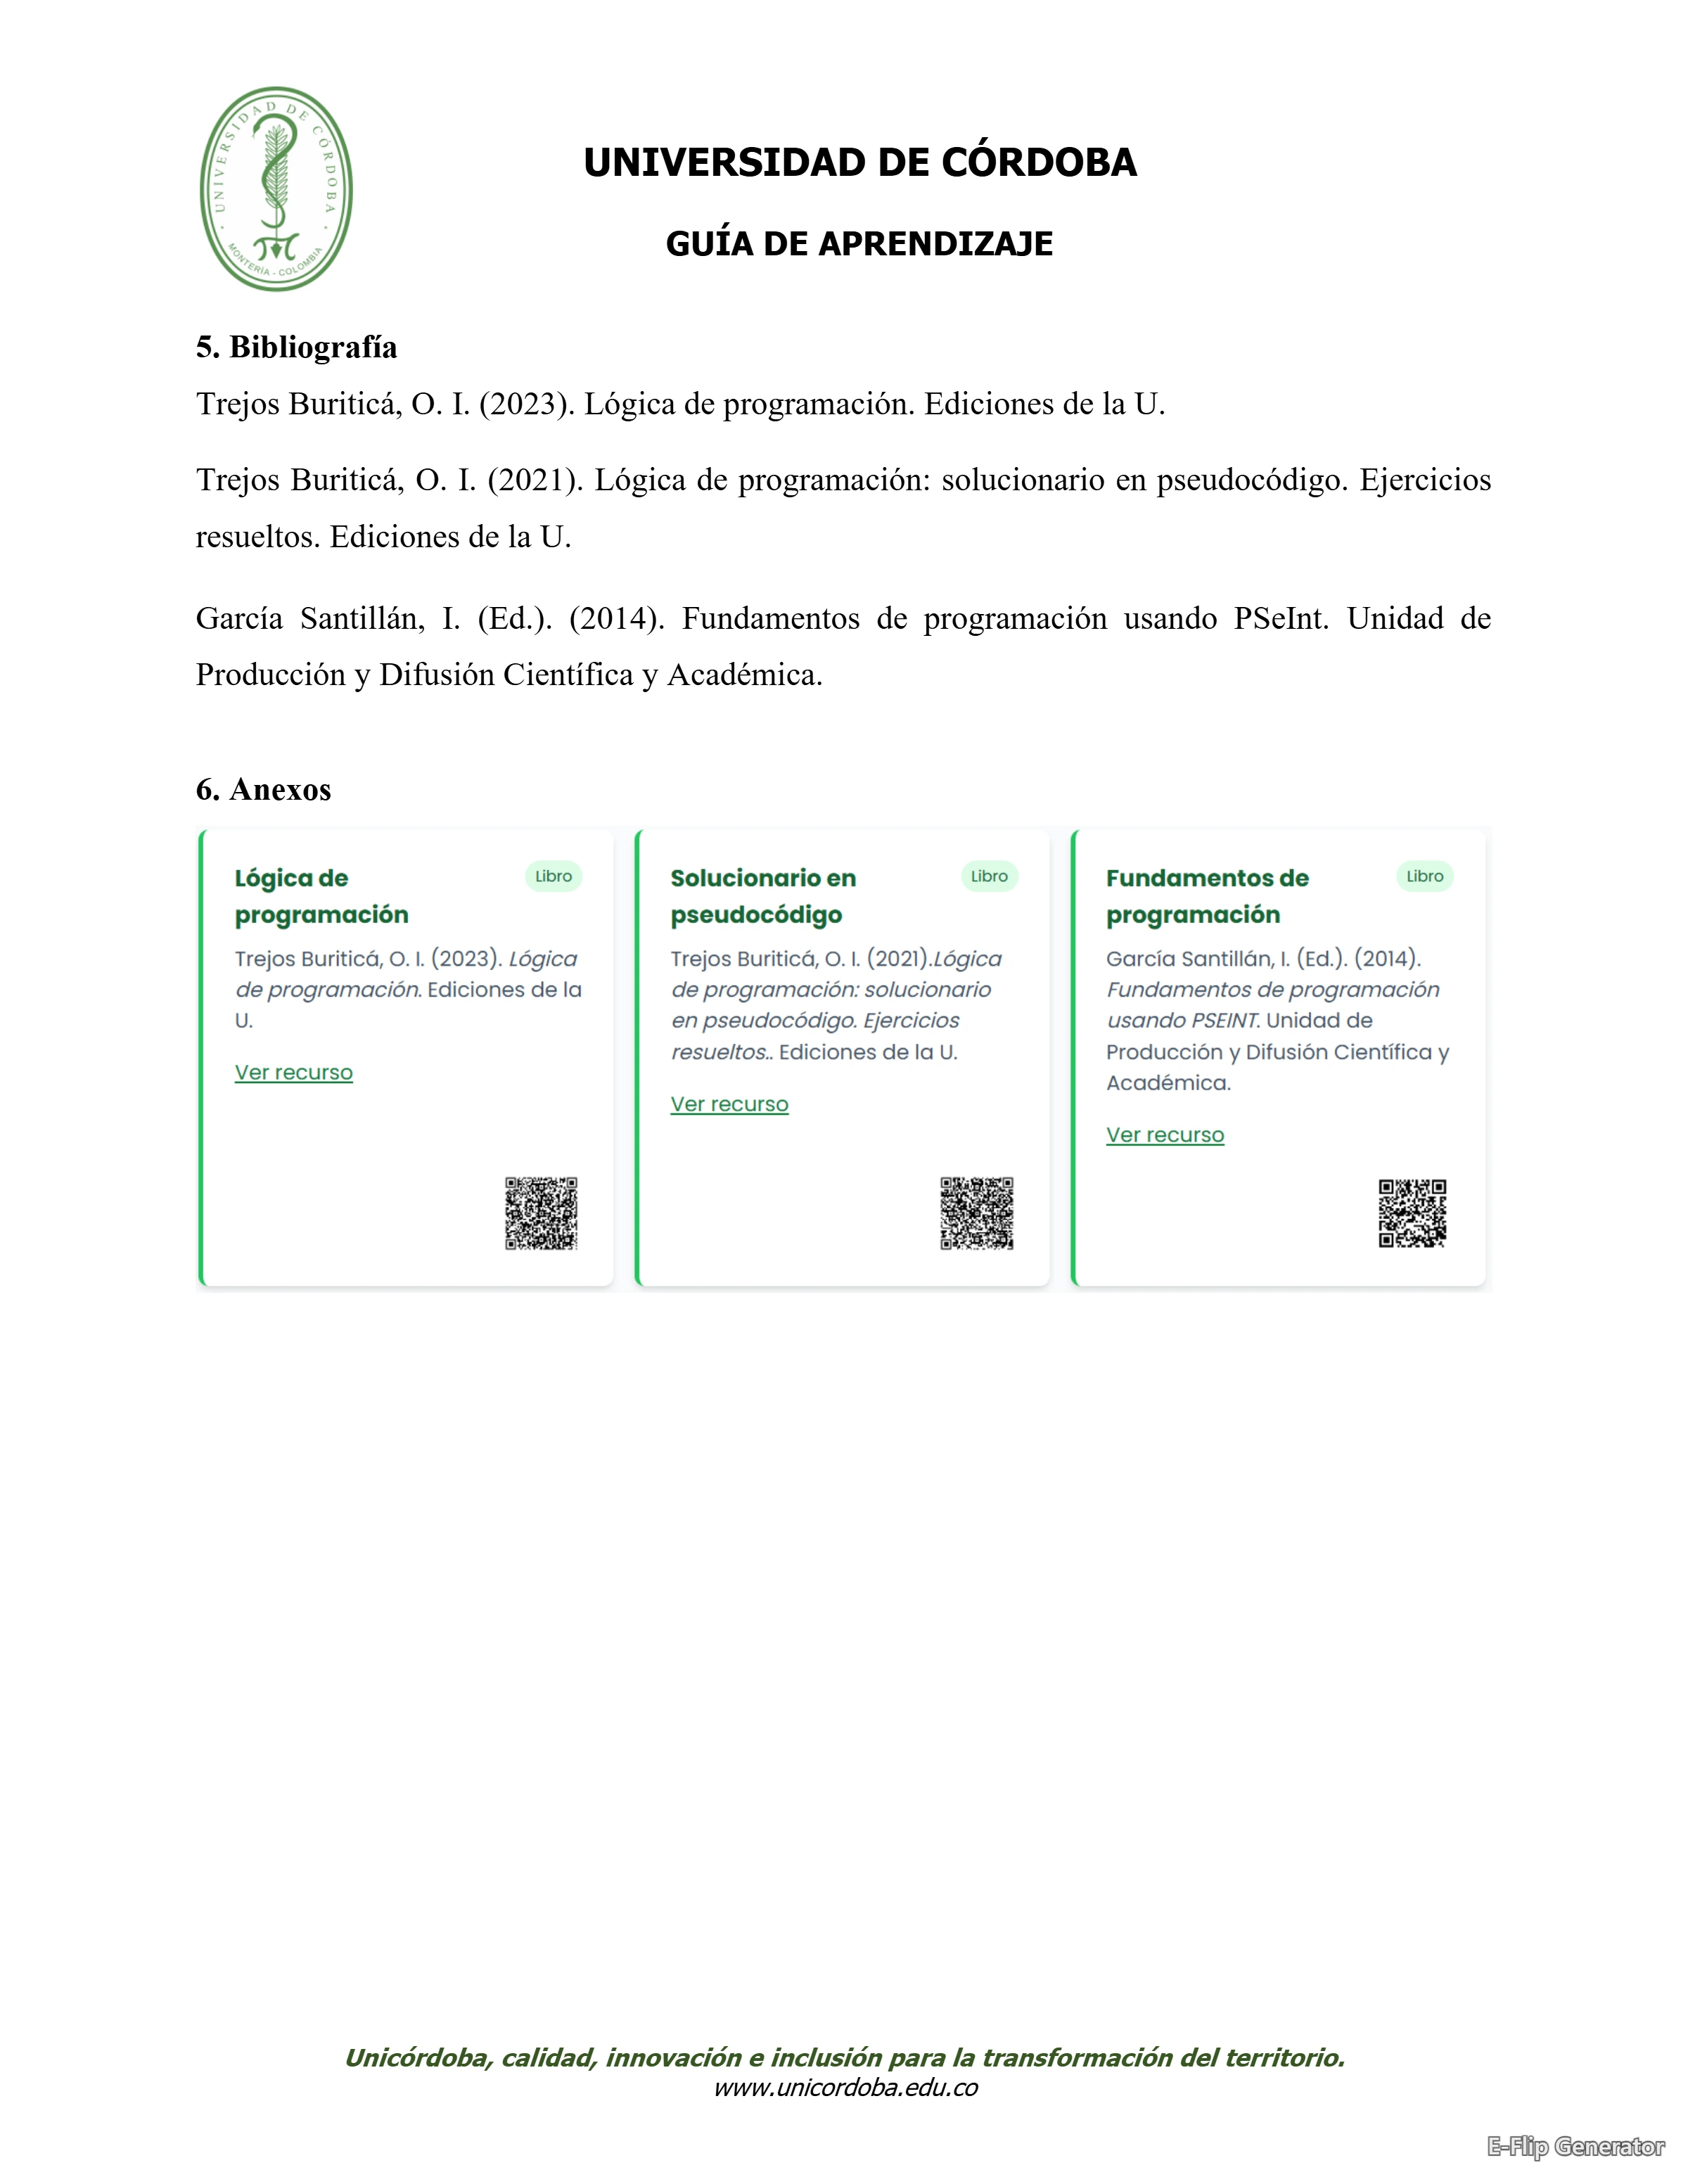 UNIVERSIDAD DE CÓRDOBA
MONTERÍA - COLOMBIA
UNIVERSIDAD DE CÓRDOBA
GUÍA DE APRENDIZAJE
5. Bibliografía
Trejos Buriticá, O. I. (2023). Lógica de programación. Ediciones de la U.
Trejos Buriticá, O. I. (2021). Lógica de programación: solucionario en pseudocódigo. Ejercicios
resueltos. Ediciones de la U.
García Santillán, I. (Ed.). (2014). Fundamentos de programación usando PSeInt. Unidad de
Producción y Difusión Científica y Académica.
6. Anexos
Lógica de
programación
Libro
Trejos Buriticá, O. I. (2023). Lógica
de programación. Ediciones de la
U.
Ver recurso
Solucionario en
pseudocódigo
Libro
Trejos Buriticá, O. I. (2021).Lógica
de programación: solucionario
en pseudocódigo. Ejercicios
resueltos.. Ediciones de la U.
Ver recurso
Fundamentos de
programación
Libro
García Santillán, I. (Ed.). (2014).
Fundamentos de programación
usando PSEINT. Unidad de
Producción y Difusión Científica y
Académica.
Ver recurso
Unicórdoba, calidad, innovación e inclusión para la transformación del territorio.
www.unicordoba.edu.co
E-Flip Generator